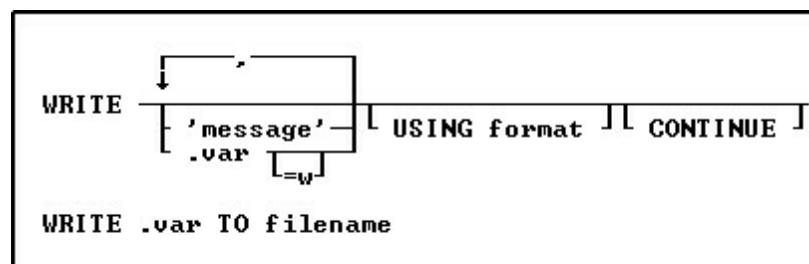 ,
WRITE
'message' USING format CONTINUE
.var
=w
WRITE .var TO filename